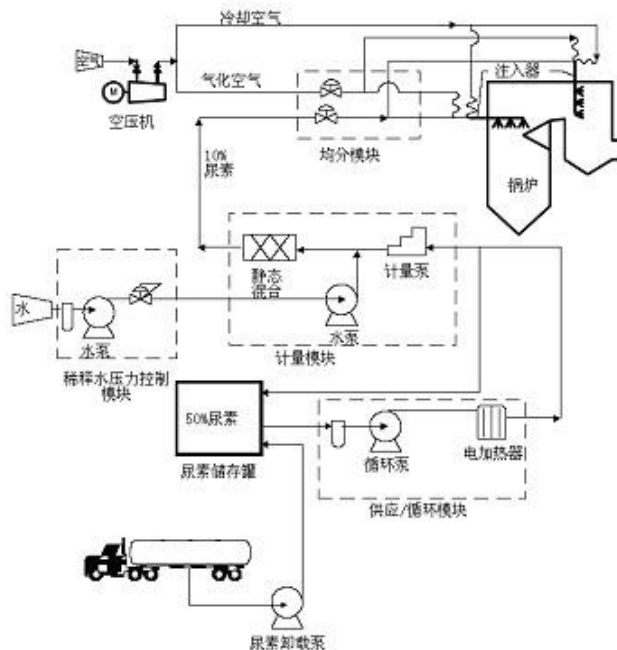 冷却空气
空气
M
空压机
气化空气
注入器
均分模块
10%
尿素
锅炉
静态
混合
计量泵
水泵
计量模块
水
水泵
稀释水压力控制
模块
50%尿素
尿素储存罐
循环泵
电加热器
供应/循环模块
尿素卸载泵